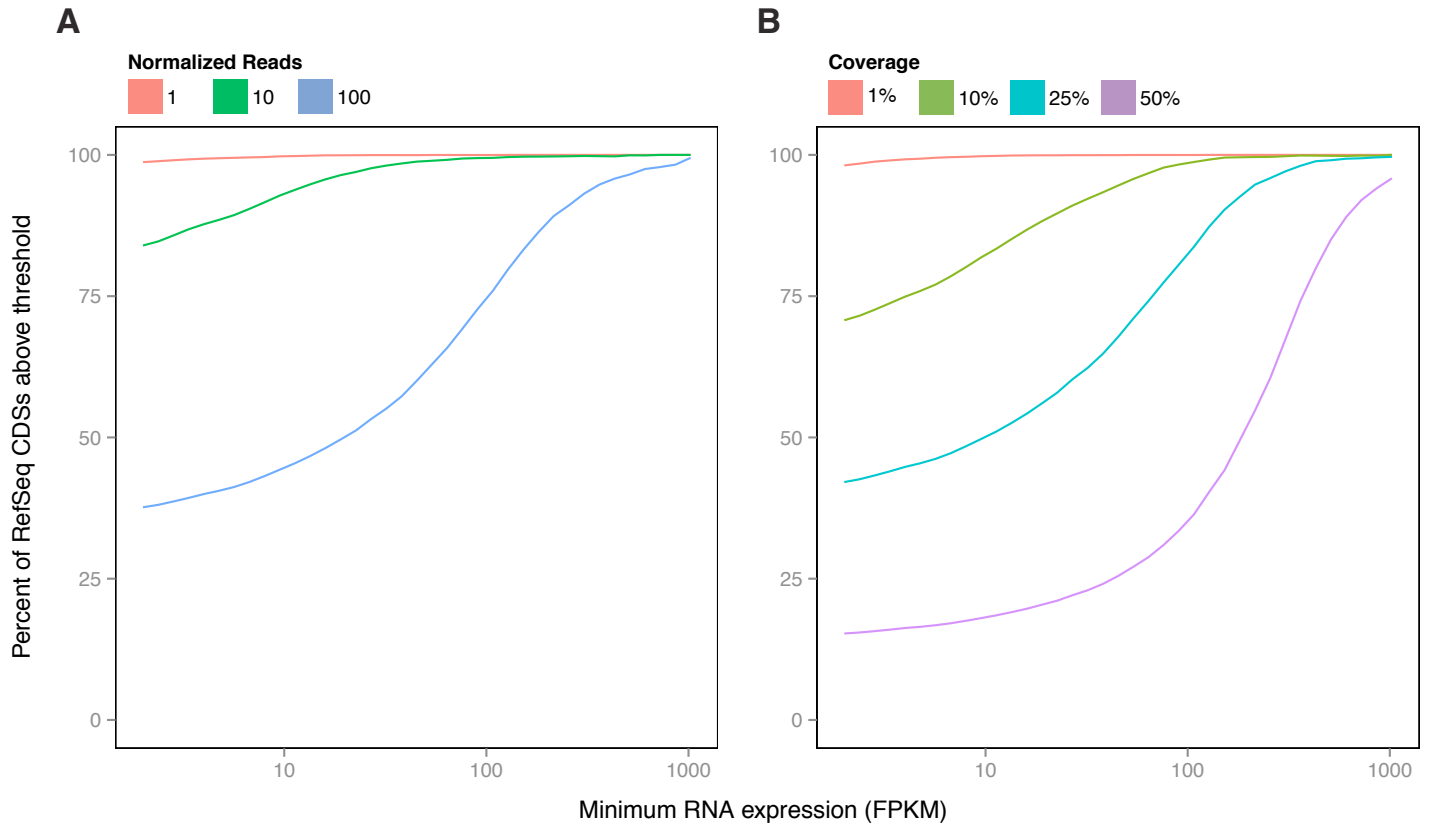 A
Normalized Reads
1 10 100
100
75
50
25
0
10 100 1000
B
Coverage
1% 10% 25% 50%
100
75
50
25
0
10 100 1000
Percent of RefSeq CDSs above threshold
Minimum RNA expression (FPKM)